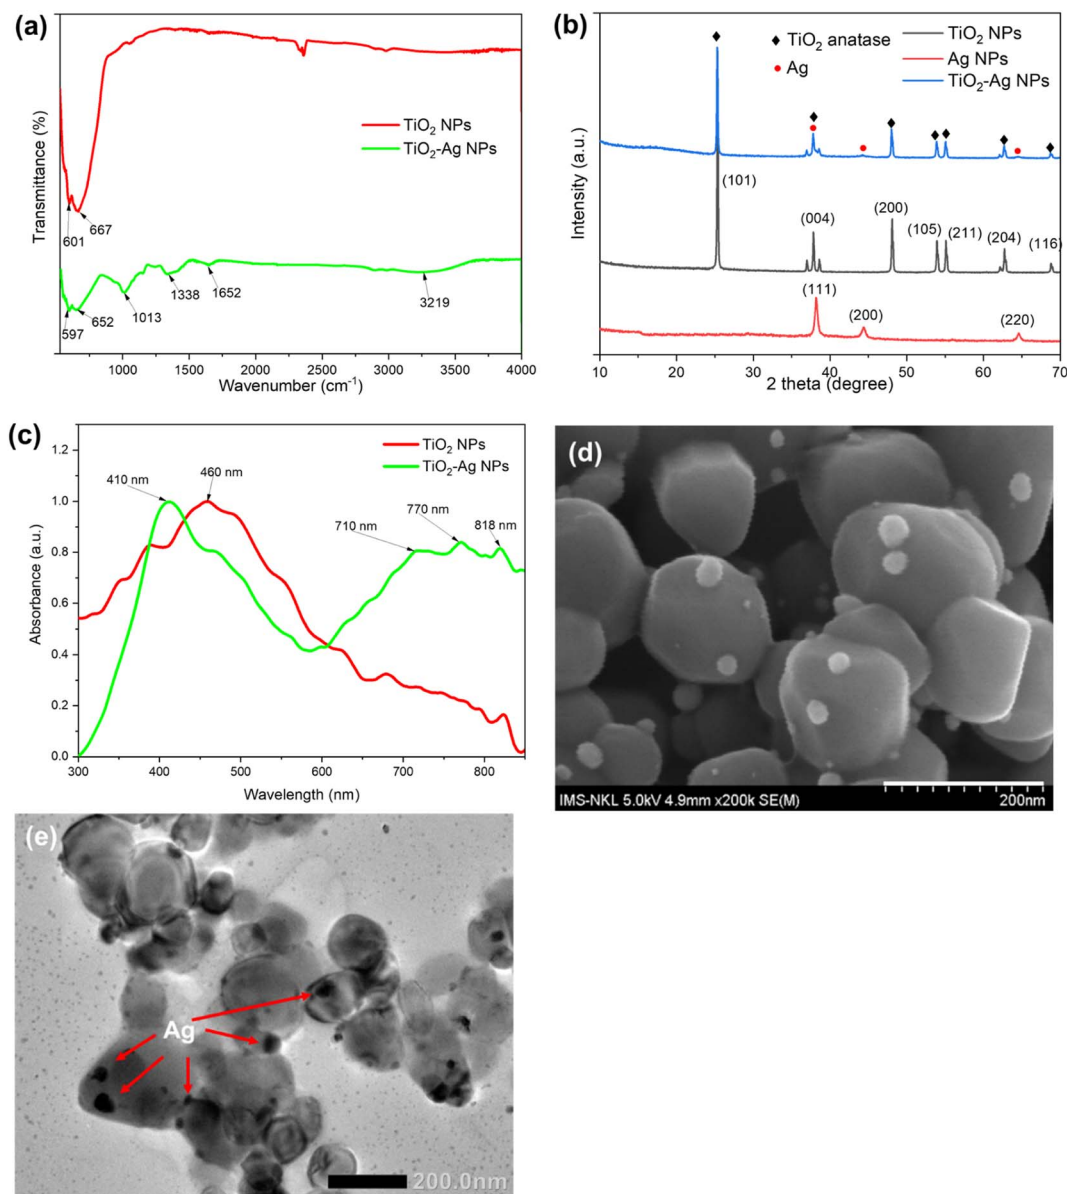 (a)
TiO2 NPs
TiO2-Ag NPs
Transmittance (%)
601
667
597
652
1013
1338
1652
3219
1000
1500
2000
2500
3000
3500
4000
Wavenumber (cm-1)
(b)
TiO2 anatase
Ag
TiO2 NPs
Ag NPs
TiO2-Ag NPs
Intensity (a.u.)
(101)
(004)
(200)
(105)
(211)
(204)
(116)
(111)
(200)
(220)
10
20
30
40
50
60
70
2 theta (degree)
(c)
TiO2 NPs
TiO2-Ag NPs
410 nm
460 nm
710 nm
770 nm
818 nm
Absorbance (a.u.)
1.2
1.0
0.8
0.6
0.4
0.2
0.0
300
400
500
600
700
800
Wavelength (nm)
(d)
IMS-NKL 5.0kV 4.9mm x200k SE(M)
200nm
(e)
Ag
200.0nm